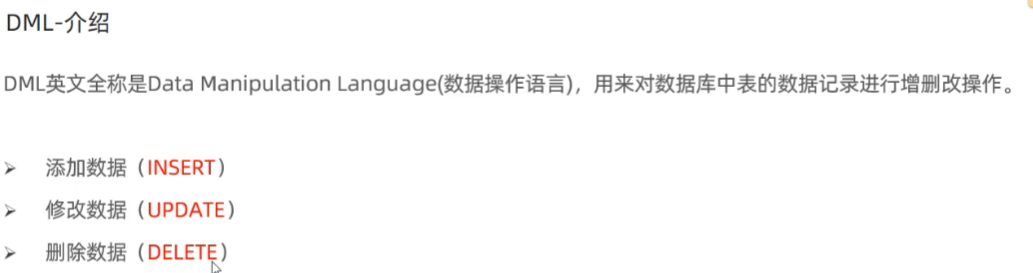 DML-介绍
DML英文全称是Data Manipulation Language(数据操作语言)，用来对数据库中表的数据记录进行增删改操作。
➢ 添加数据（INSERT）
➢ 修改数据（UPDATE）
➢ 删除数据（DELETE）